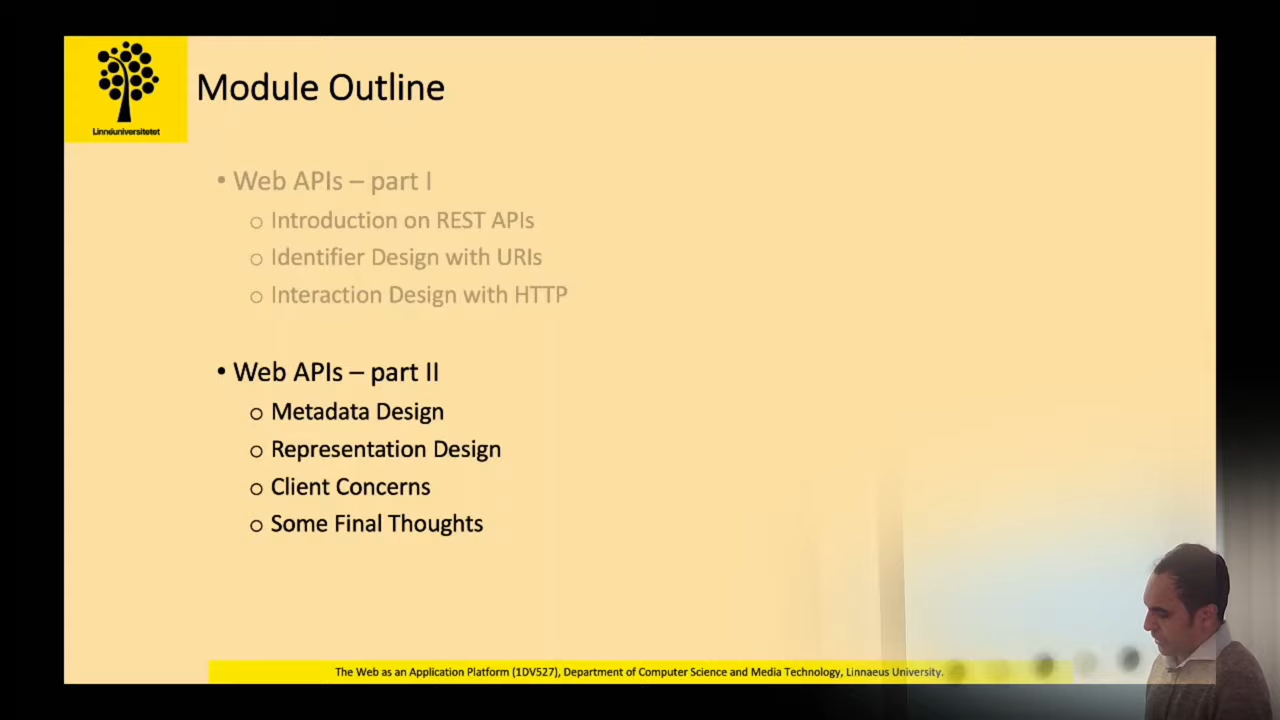 Linnéuniversitetet
Module Outline
• Web APIs – part I
o Introduction on REST APIs
o Identifier Design with URIs
o Interaction Design with HTTP
• Web APIs – part II
o Metadata Design
o Representation Design
o Client Concerns
o Some Final Thoughts
The Web as an Application Platform (1DV527), Department of Computer Science and Media Technology, Linnaeus University.